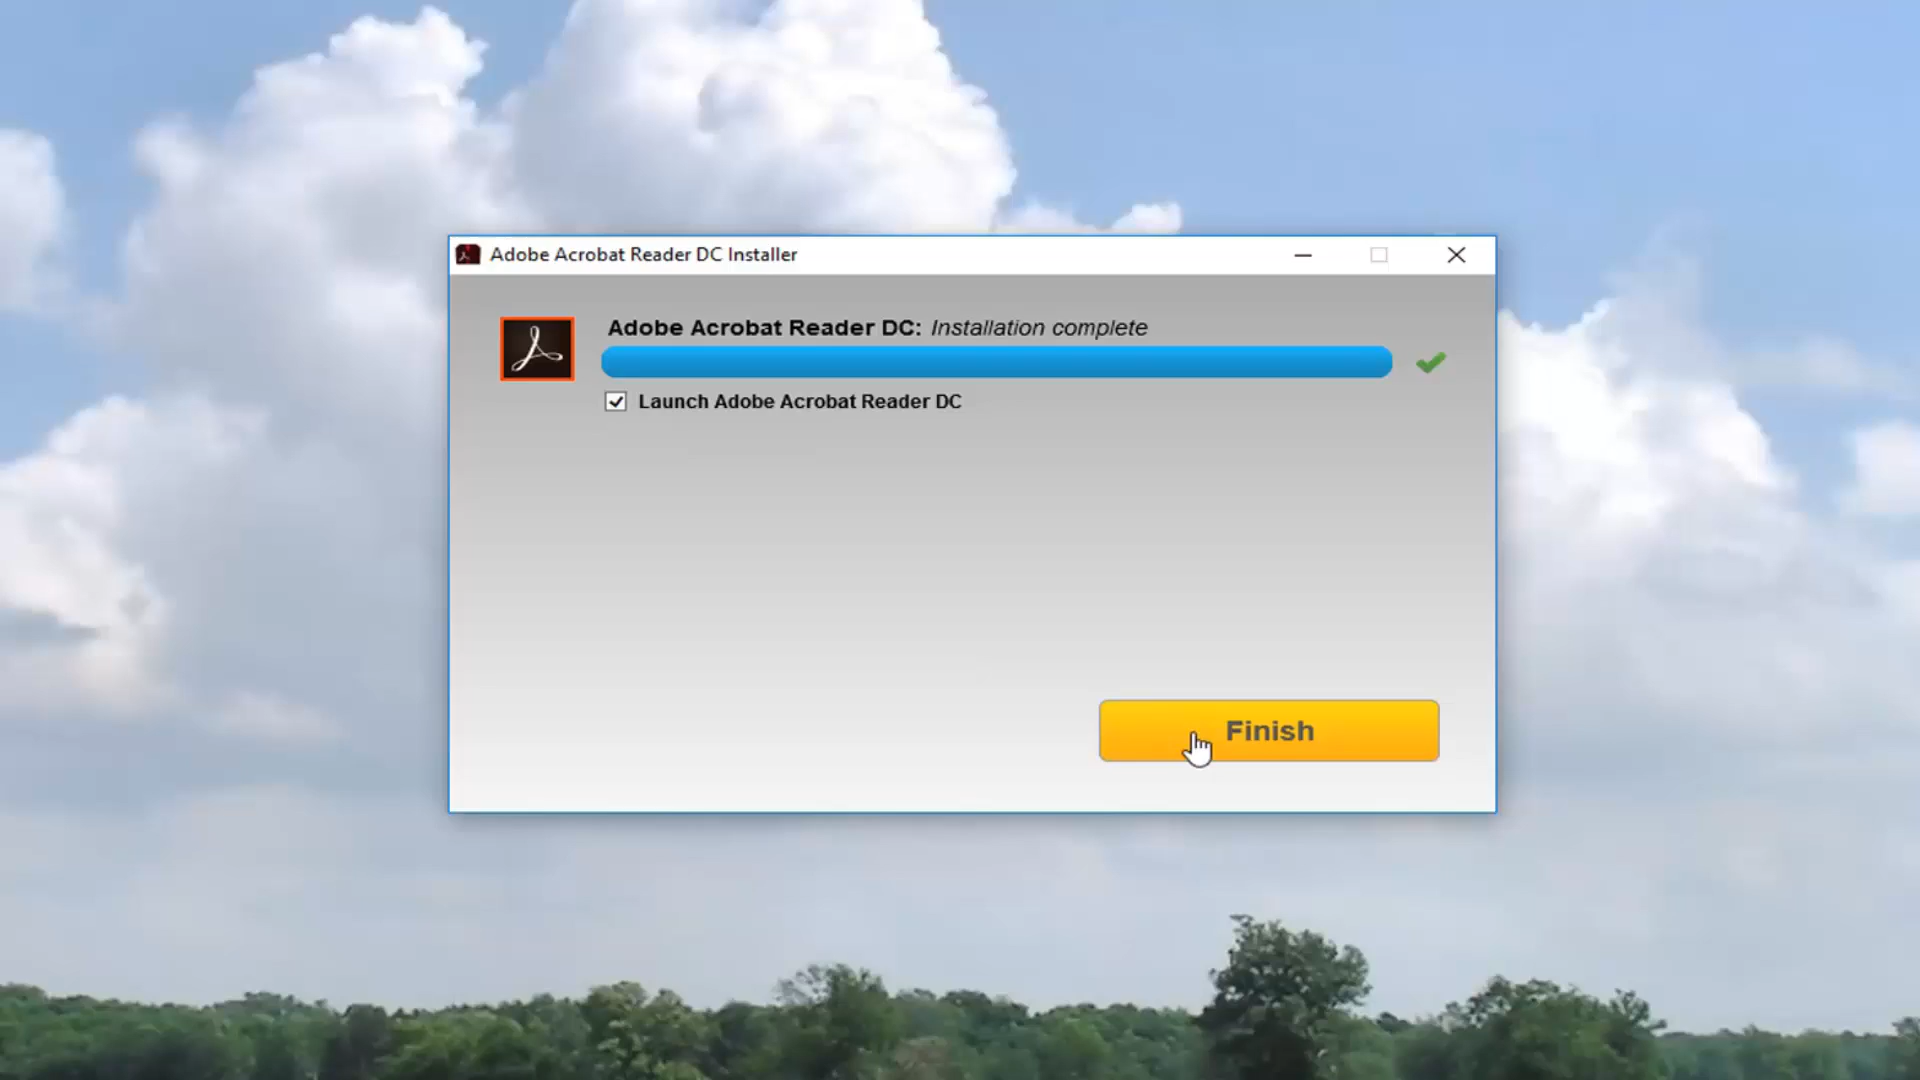 Adobe Acrobat Reader DC Installer
Adobe Acrobat Reader DC: Installation complete
Launch Adobe Acrobat Reader DC
Finish